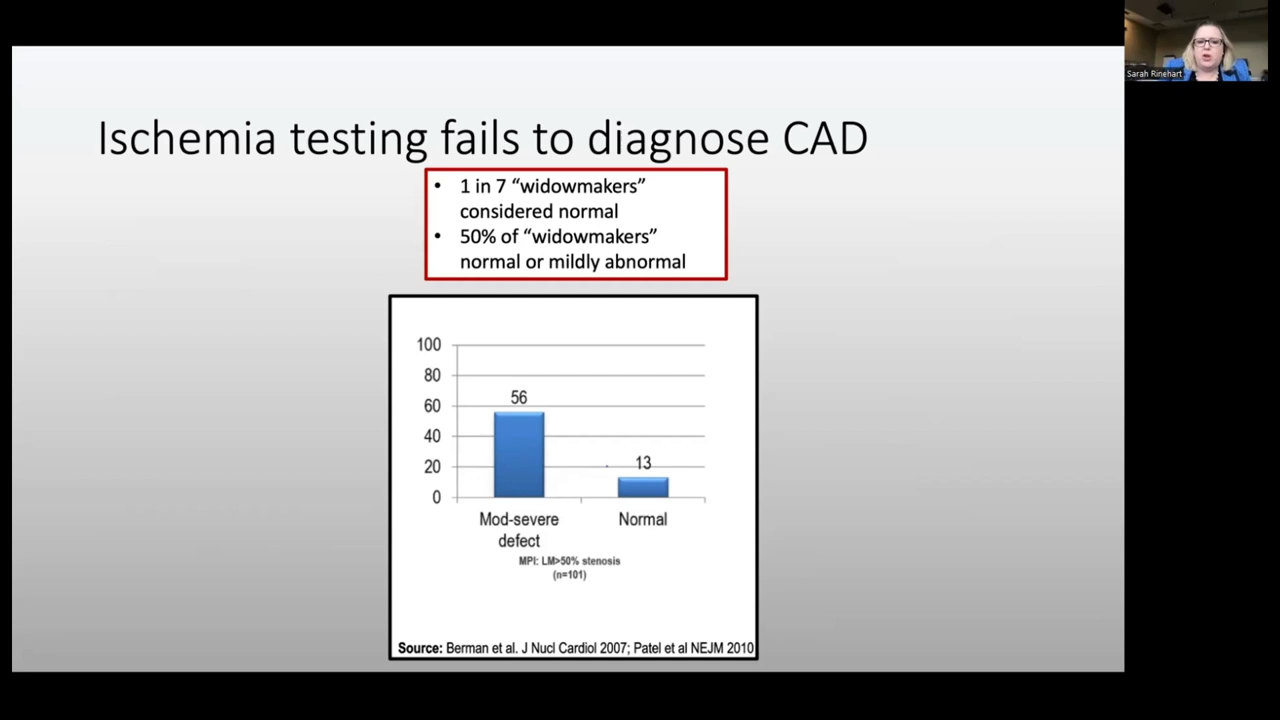 Sarah Rinehart
Ischemia testing fails to diagnose CAD
• 1 in 7 “widowmakers”
considered normal
• 50% of “widowmakers”
normal or mildly abnormal
100
80
60
40
20
0
56
13
Mod-severe
defect
Normal
MPI: LM>50% stenosis
(n=101)
Source: Berman et al. J Nucl Cardiol 2007; Patel et al NEJM 2010